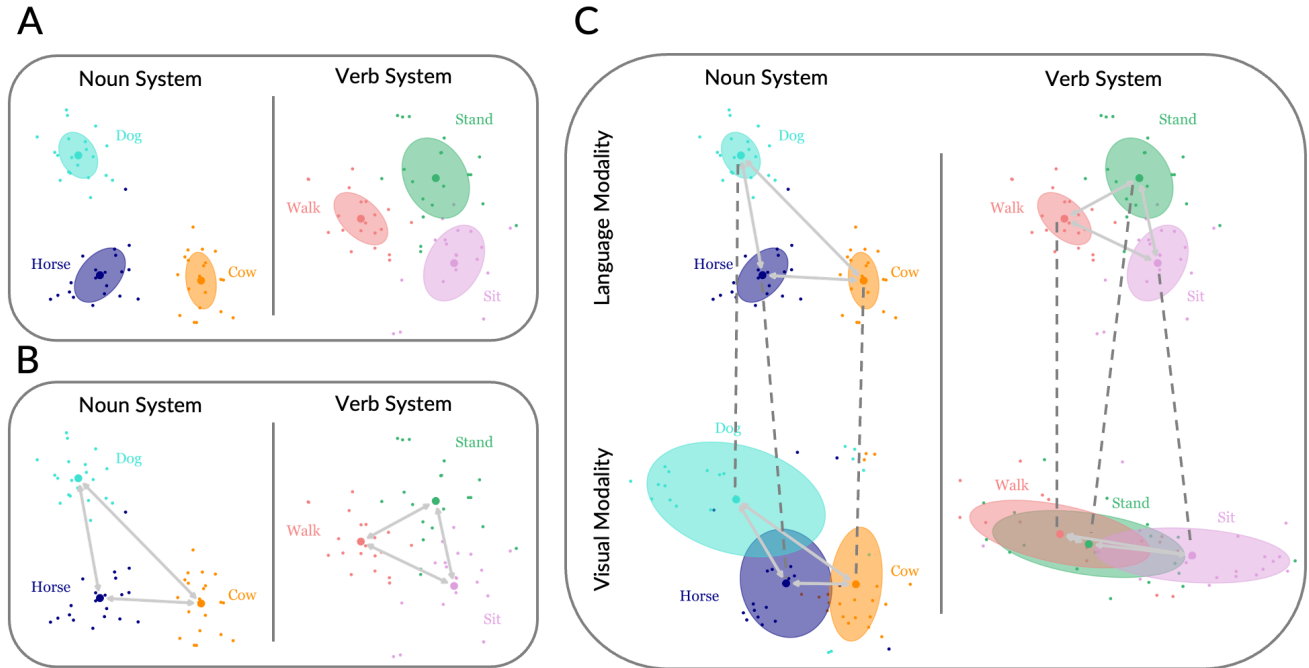 A
Noun System
Verb System
Dog
Stand
Walk
Horse
Cow
Sit
B
Noun System
Verb System
Dog
Stand
Walk
Horse
Cow
Sit
C
Noun System
Verb System
Language Modality
Dog
Stand
Walk
Horse
Cow
Sit
Visual Modality
Dog
Walk
Stand
Sit
Cow
Horse